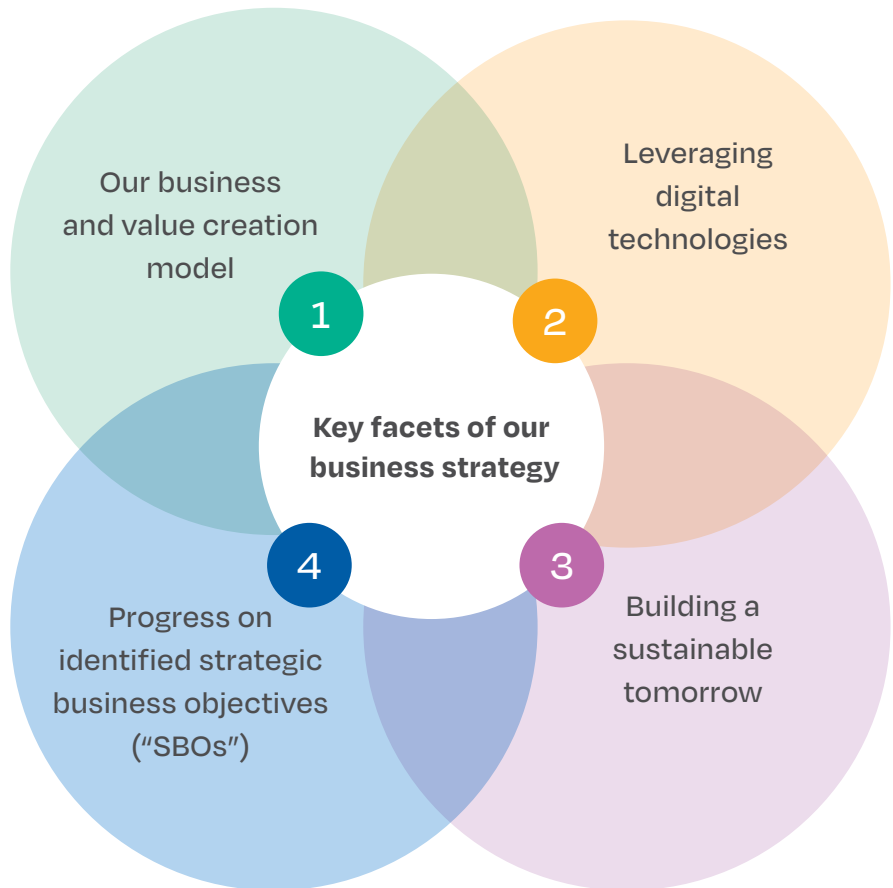 Our business
and value creation
model
1
Leveraging
digital
technologies
2
Key facets of our
business strategy
3
Building a
sustainable
tomorrow
4
Progress on
identified strategic
business objectives
(“SBOs”)